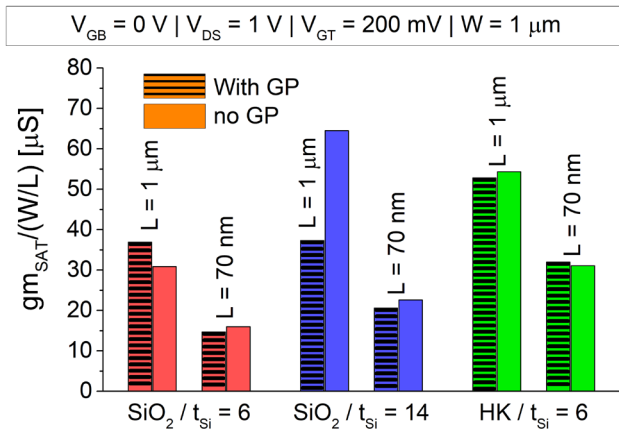 V_GB = 0 V | V_DS = 1 V | V_GT = 200 mV | W = 1 μm
gm_SAT/(W/L) [μS]
80
70
60
50
40
30
20
10
0
With GP
no GP
L = 1 μm
L = 70 nm
L = 1 μm
L = 70 nm
L = 1 μm
L = 70 nm
SiO₂ / t_Si = 6
SiO₂ / t_Si = 14
HK / t_Si = 6